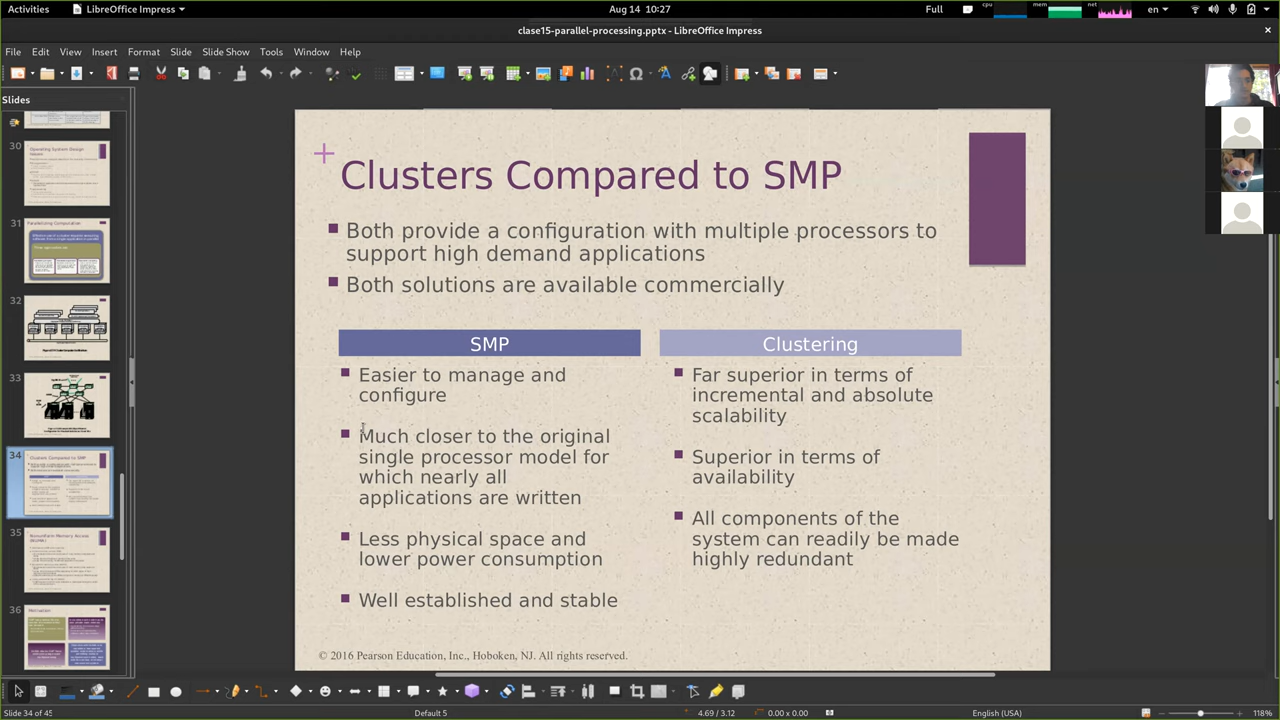 Activities
LibreOffice Impress
Aug 14 10:27
Full
cpu
mem
net
en
clase15-parallel-processing.pptx - LibreOffice Impress
File Edit View Insert Format Slide Slide Show Tools Window Help
Slides
30
31
32
33
34
35
36
Clusters Compared to SMP
Both provide a configuration with multiple processors to
support high demand applications
Both solutions are available commercially
SMP
Easier to manage and
configure
Much closer to the original
single processor model for
which nearly all
applications are written
Less physical space and
lower power consumption
Well established and stable
Clustering
Far superior in terms of
incremental and absolute
scalability
Superior in terms of
availability
All components of the
system can readily be made
highly redundant
© 2016 Pearson Education, Inc., All rights reserved.
Slide 34 of 45
Default 5
4.69 / 3.12
0.00 x 0.00
English (USA)
118%